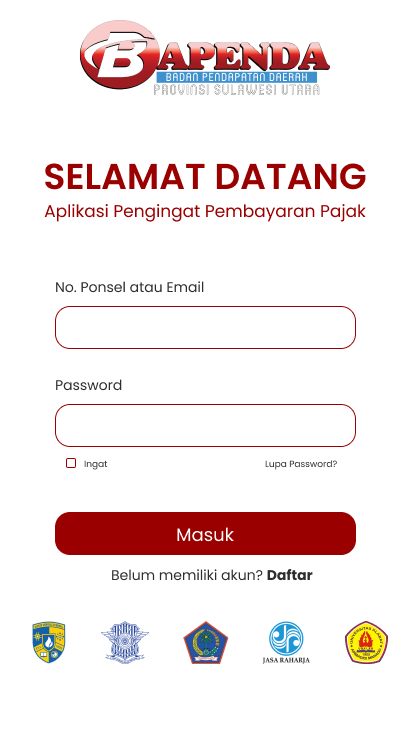 BAPENDA
BADAN PENDAPATAN DAERAH
PROVINSI SULAWESI UTARA
SELAMAT DATANG
Aplikasi Pengingat Pembayaran Pajak
No. Ponsel atau Email
Password
Ingat
Lupa Password?
Masuk
Belum memiliki akun? Daftar
JASA RAHARJA